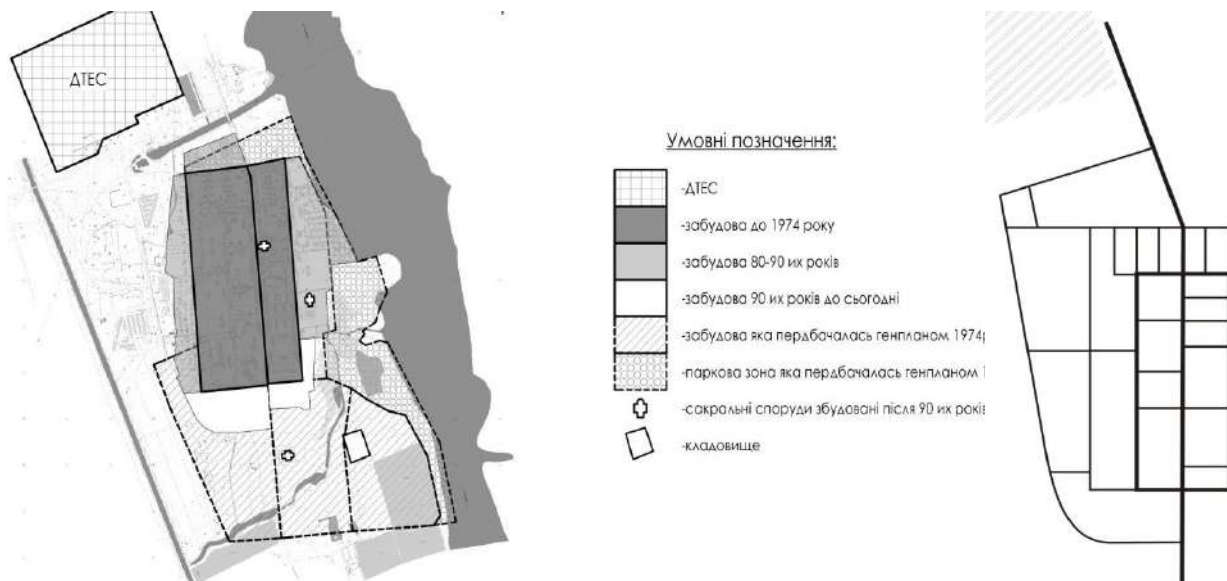 ДТЕС
Умовні позначення:
-ДТЕС
-забудова до 1974 року
-забудова 80-90 их років
-забудова 90 их років до сьогодні
-забудова яка пердбачалась генпланом 1974р
-паркова зона яка пердбачалась генпланом 1
-сакральні споруди збудовані після 90 их років
-кладовище